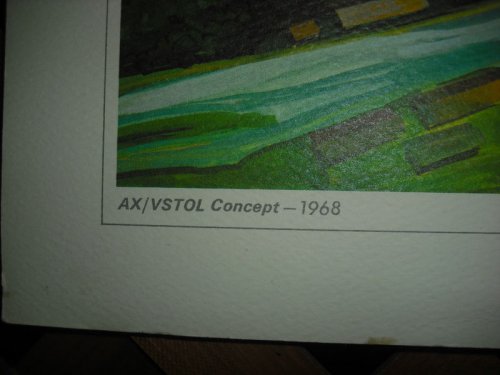 AX/VSTOL Concept — 1968